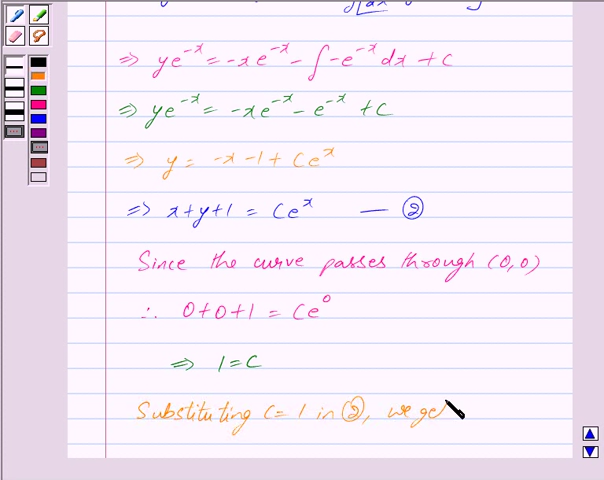 ⇒ ye^{-x} = -xe^{-x} - ∫ -e^{-x} dx + C
⇒ ye^{-x} = -xe^{-x} - e^{-x} + C
⇒ y = -x - 1 + Ce^{x}
⇒ x + y + 1 = Ce^{x} — ②
Since the curve passes through (0,0)
∴ 0 + 0 + 1 = Ce^{0}
⇒ 1 = C
Substituting C = 1 in ②, we ge